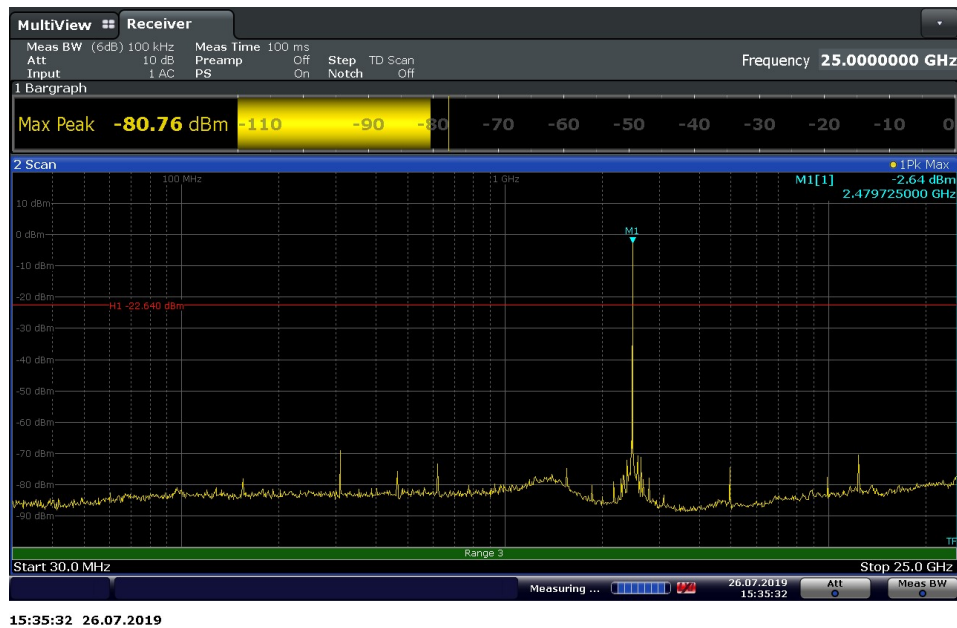 MultiView Receiver
Meas BW (6dB) 100 kHz Meas Time 100 ms
Att 10 dB Preamp Off Step TD Scan
Input 1 AC PS On Notch Off
Frequency 25.0000000 GHz
1 Bargraph
Max Peak -80.76 dBm -110 -90 -80 -70 -60 -50 -40 -30 -20 -10 0
2 Scan 1Pk Max
100 MHz 1 GHz M1[1] -2.64 dBm
2.479725000 GHz
10 dBm
0 dBm
M1
-10 dBm
-20 dBm
H1 -22.640 dBm
-30 dBm
-40 dBm
-50 dBm
-60 dBm
-70 dBm
-80 dBm
-90 dBm
TF
Range 3
Start 30.0 MHz Stop 25.0 GHz
Measuring ... 26.07.2019 Att Meas BW
15:35:32
15:35:32 26.07.2019